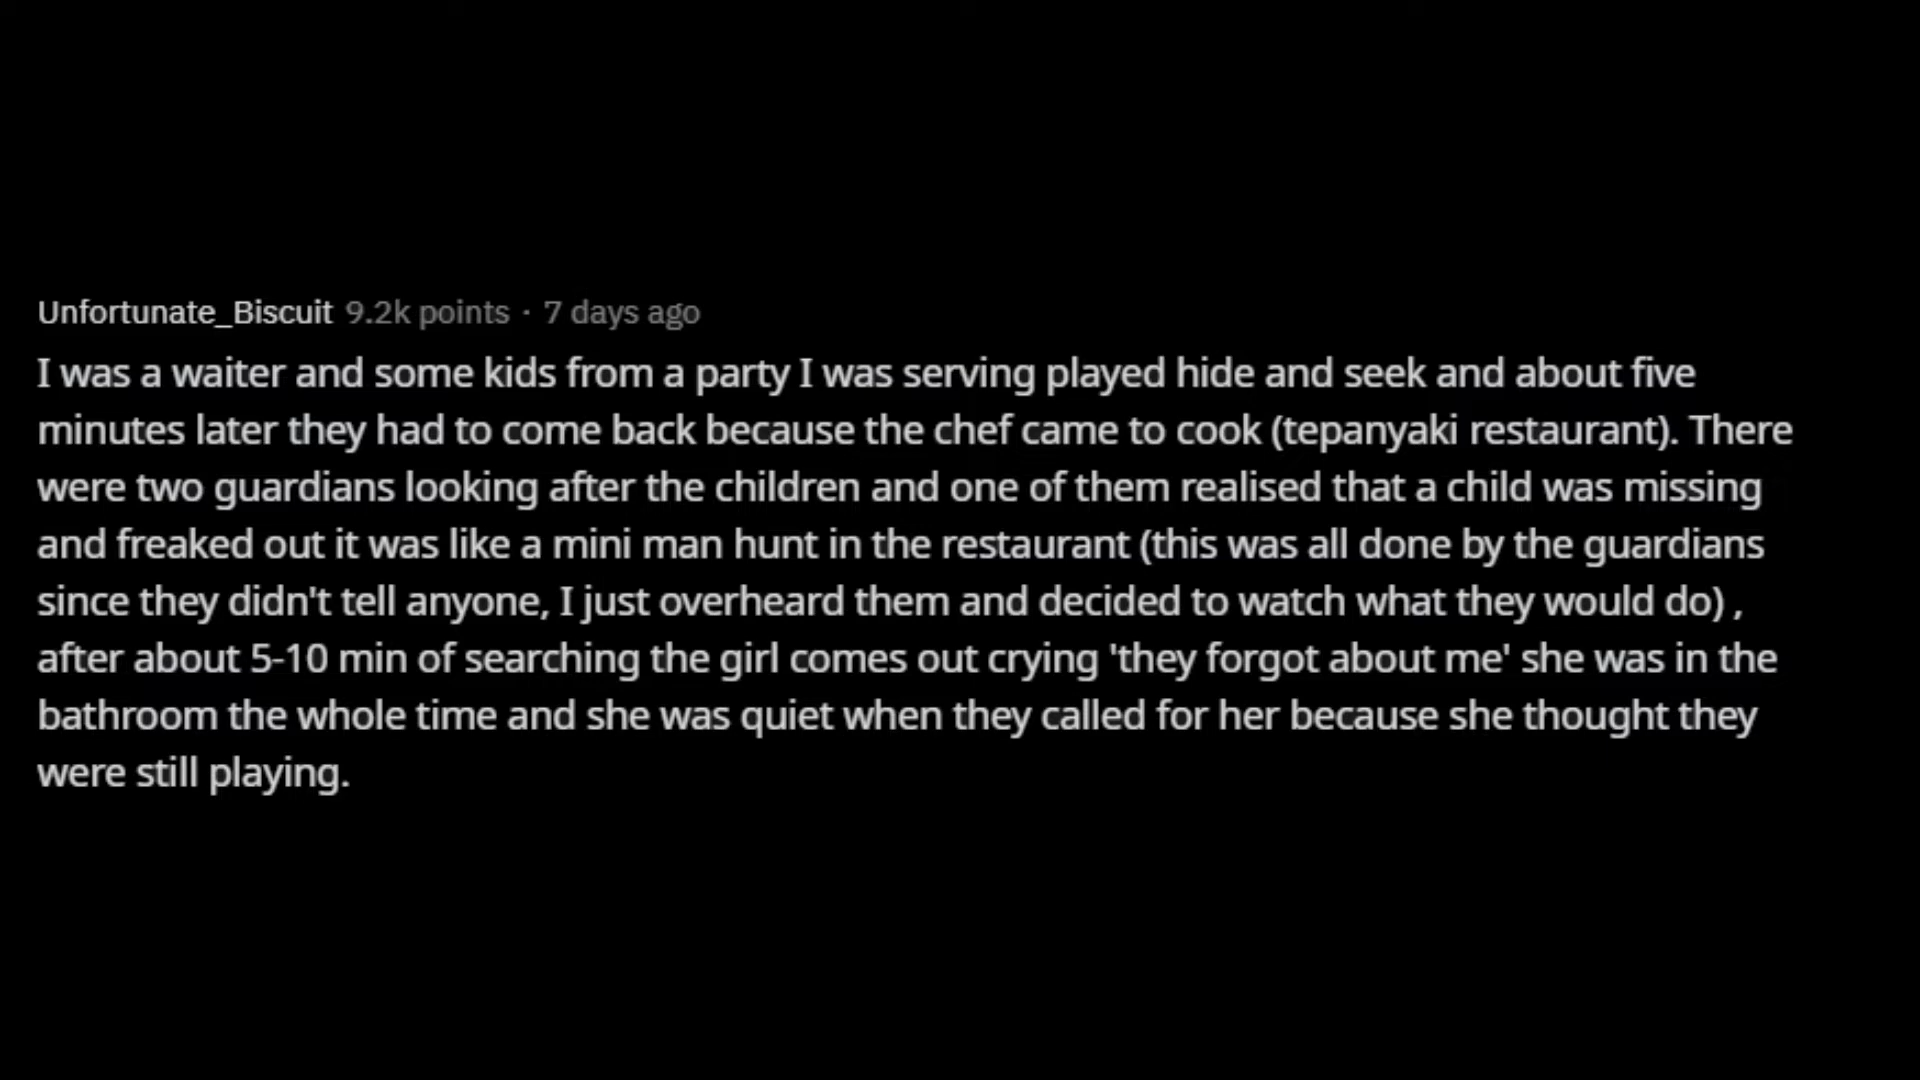 Unfortunate_Biscuit 9.2k points · 7 days ago
I was a waiter and some kids from a party I was serving played hide and seek and about five
minutes later they had to come back because the chef came to cook (tepanyaki restaurant). There
were two guardians looking after the children and one of them realised that a child was missing
and freaked out it was like a mini man hunt in the restaurant (this was all done by the guardians
since they didn't tell anyone, I just overheard them and decided to watch what they would do) ,
after about 5-10 min of searching the girl comes out crying 'they forgot about me' she was in the
bathroom the whole time and she was quiet when they called for her because she thought they
were still playing.